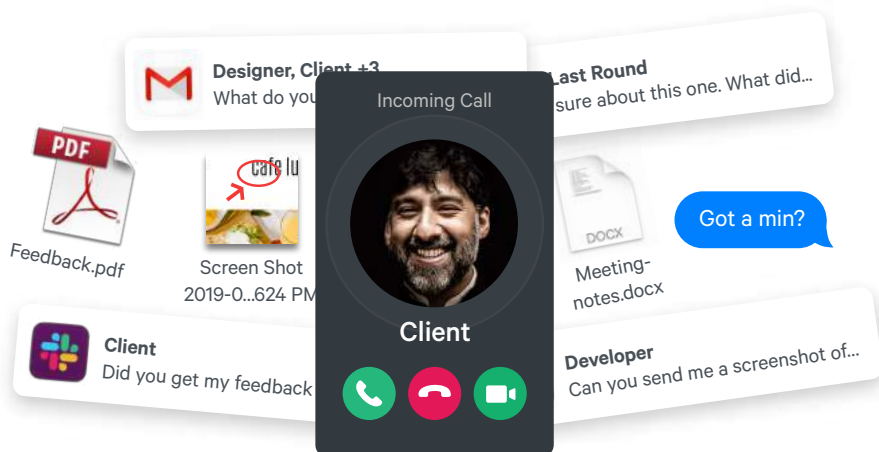 Designer, Client +3
What do you
Incoming Call
Last Round
sure about this one. What did...
PDF
Feedback.pdf
cafe lu
Screen Shot
2019-0...624 PM
DOCX
Meeting-
notes.docx
Got a min?
Client
Client
Did you get my feedback
Developer
Can you send me a screenshot of...